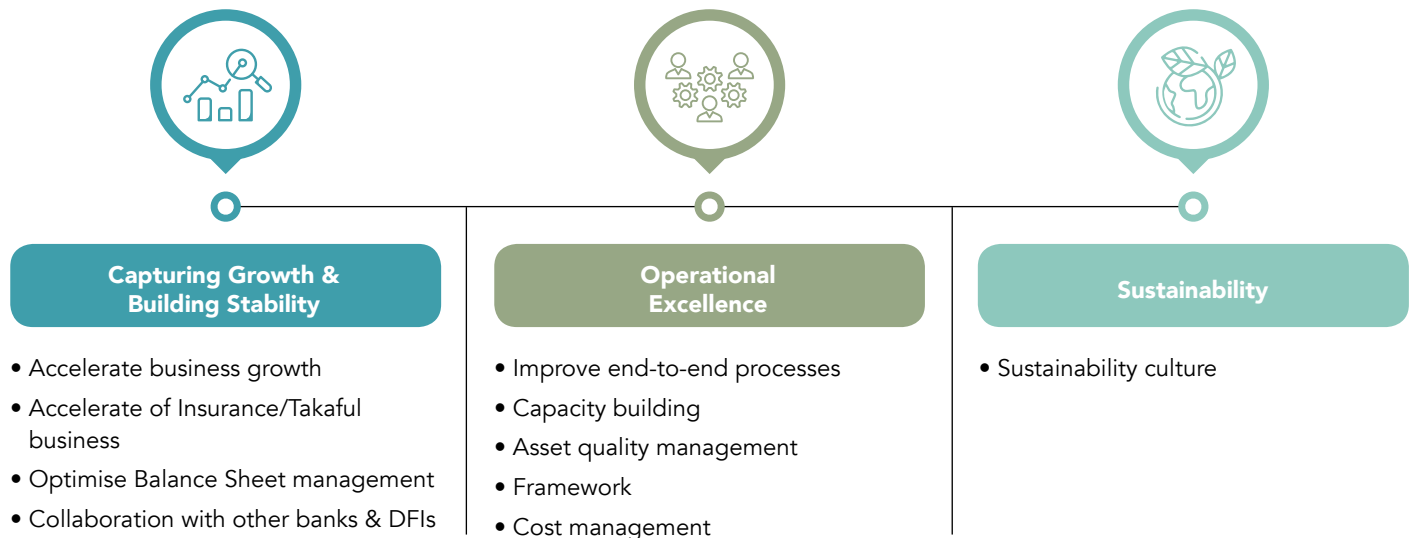 Capturing Growth &
Building Stability
• Accelerate business growth
• Accelerate of Insurance/Takaful
business
• Optimise Balance Sheet management
• Collaboration with other banks & DFIs
Operational
Excellence
• Improve end-to-end processes
• Capacity building
• Asset quality management
• Framework
• Cost management
Sustainability
• Sustainability culture